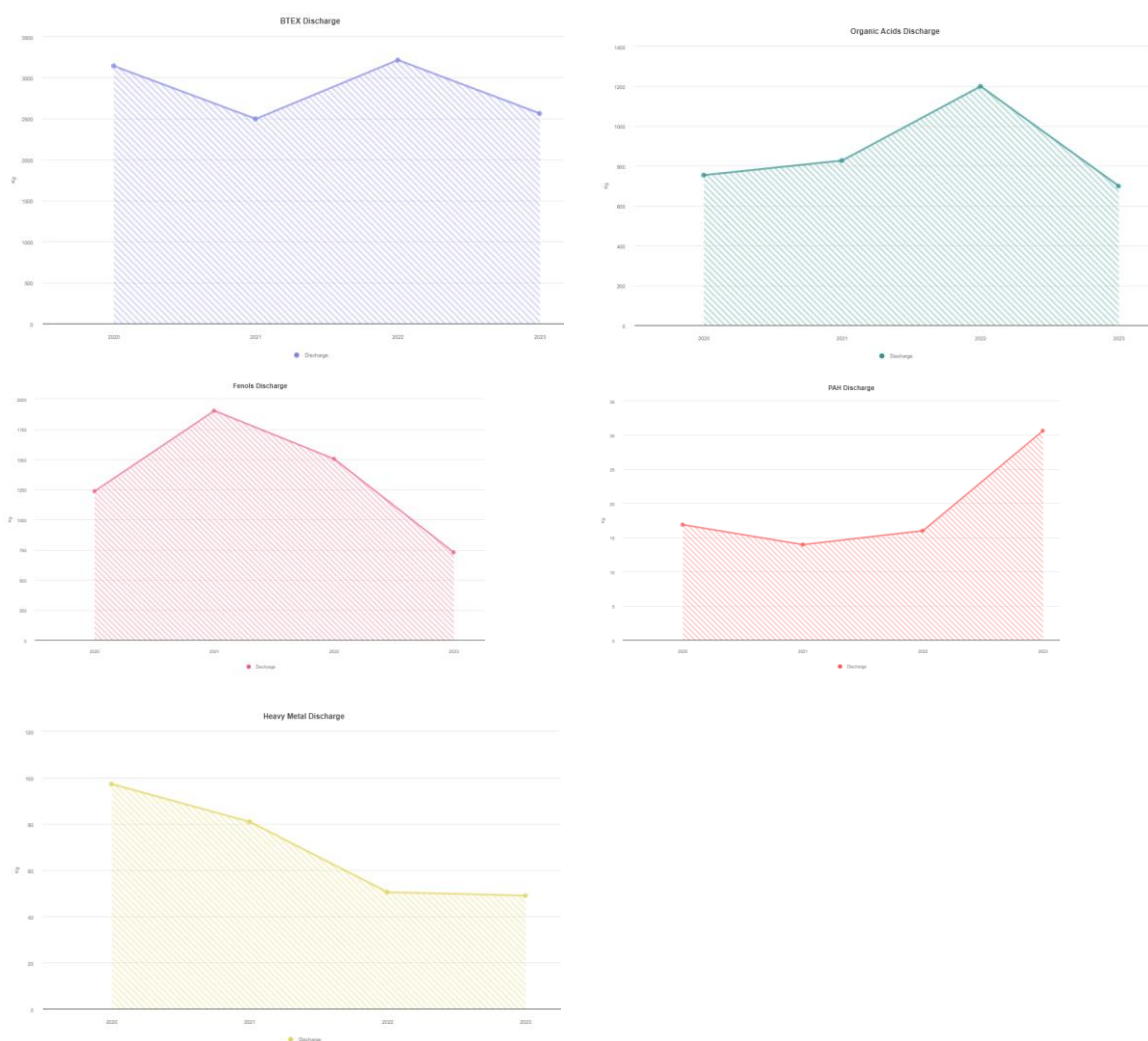 BTEX Discharge
3500
3000
2500
2000
1500
1000
500
0
Kg
2020 2021 2022 2023
Discharge
Organic Acids Discharge
1400
1200
1000
800
600
400
200
0
Kg
2020 2021 2022 2023
Discharge
Fenols Discharge
2000
1750
1500
1250
1000
750
500
250
0
Kg
2020 2021 2022 2023
Discharge
PAH Discharge
35
30
25
20
15
10
5
0
Kg
2020 2021 2022 2023
Discharge
Heavy Metal Discharge
120
100
80
60
40
20
0
Kg
2020 2021 2022 2023
Discharge